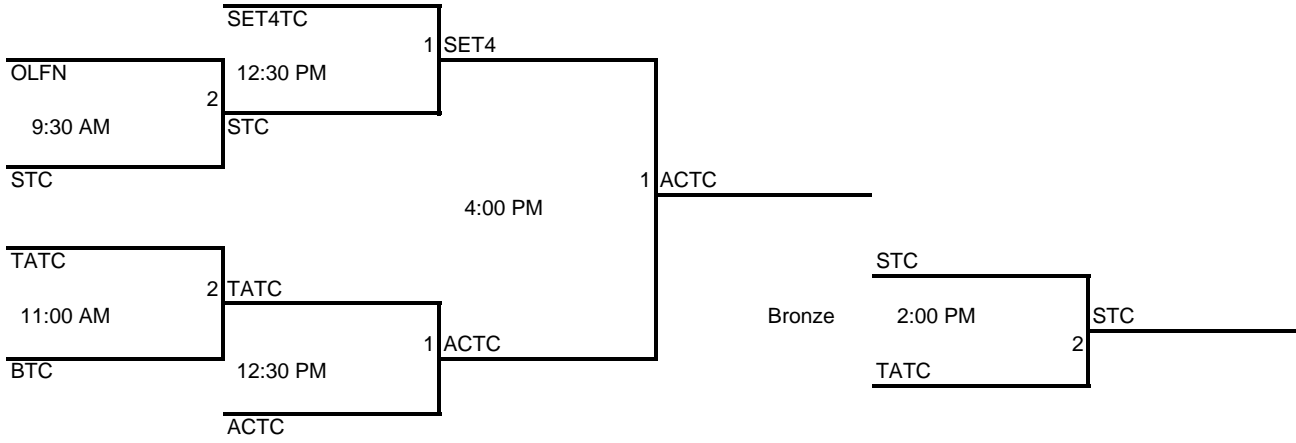 SET4TC
1 SET4
OLFN
12:30 PM
2
9:30 AM
STC
STC
1 ACTC
4:00 PM
TATC
STC
2 TATC
11:00 AM
Bronze
2:00 PM
STC
1 ACTC
2
BTC
12:30 PM
TATC
ACTC